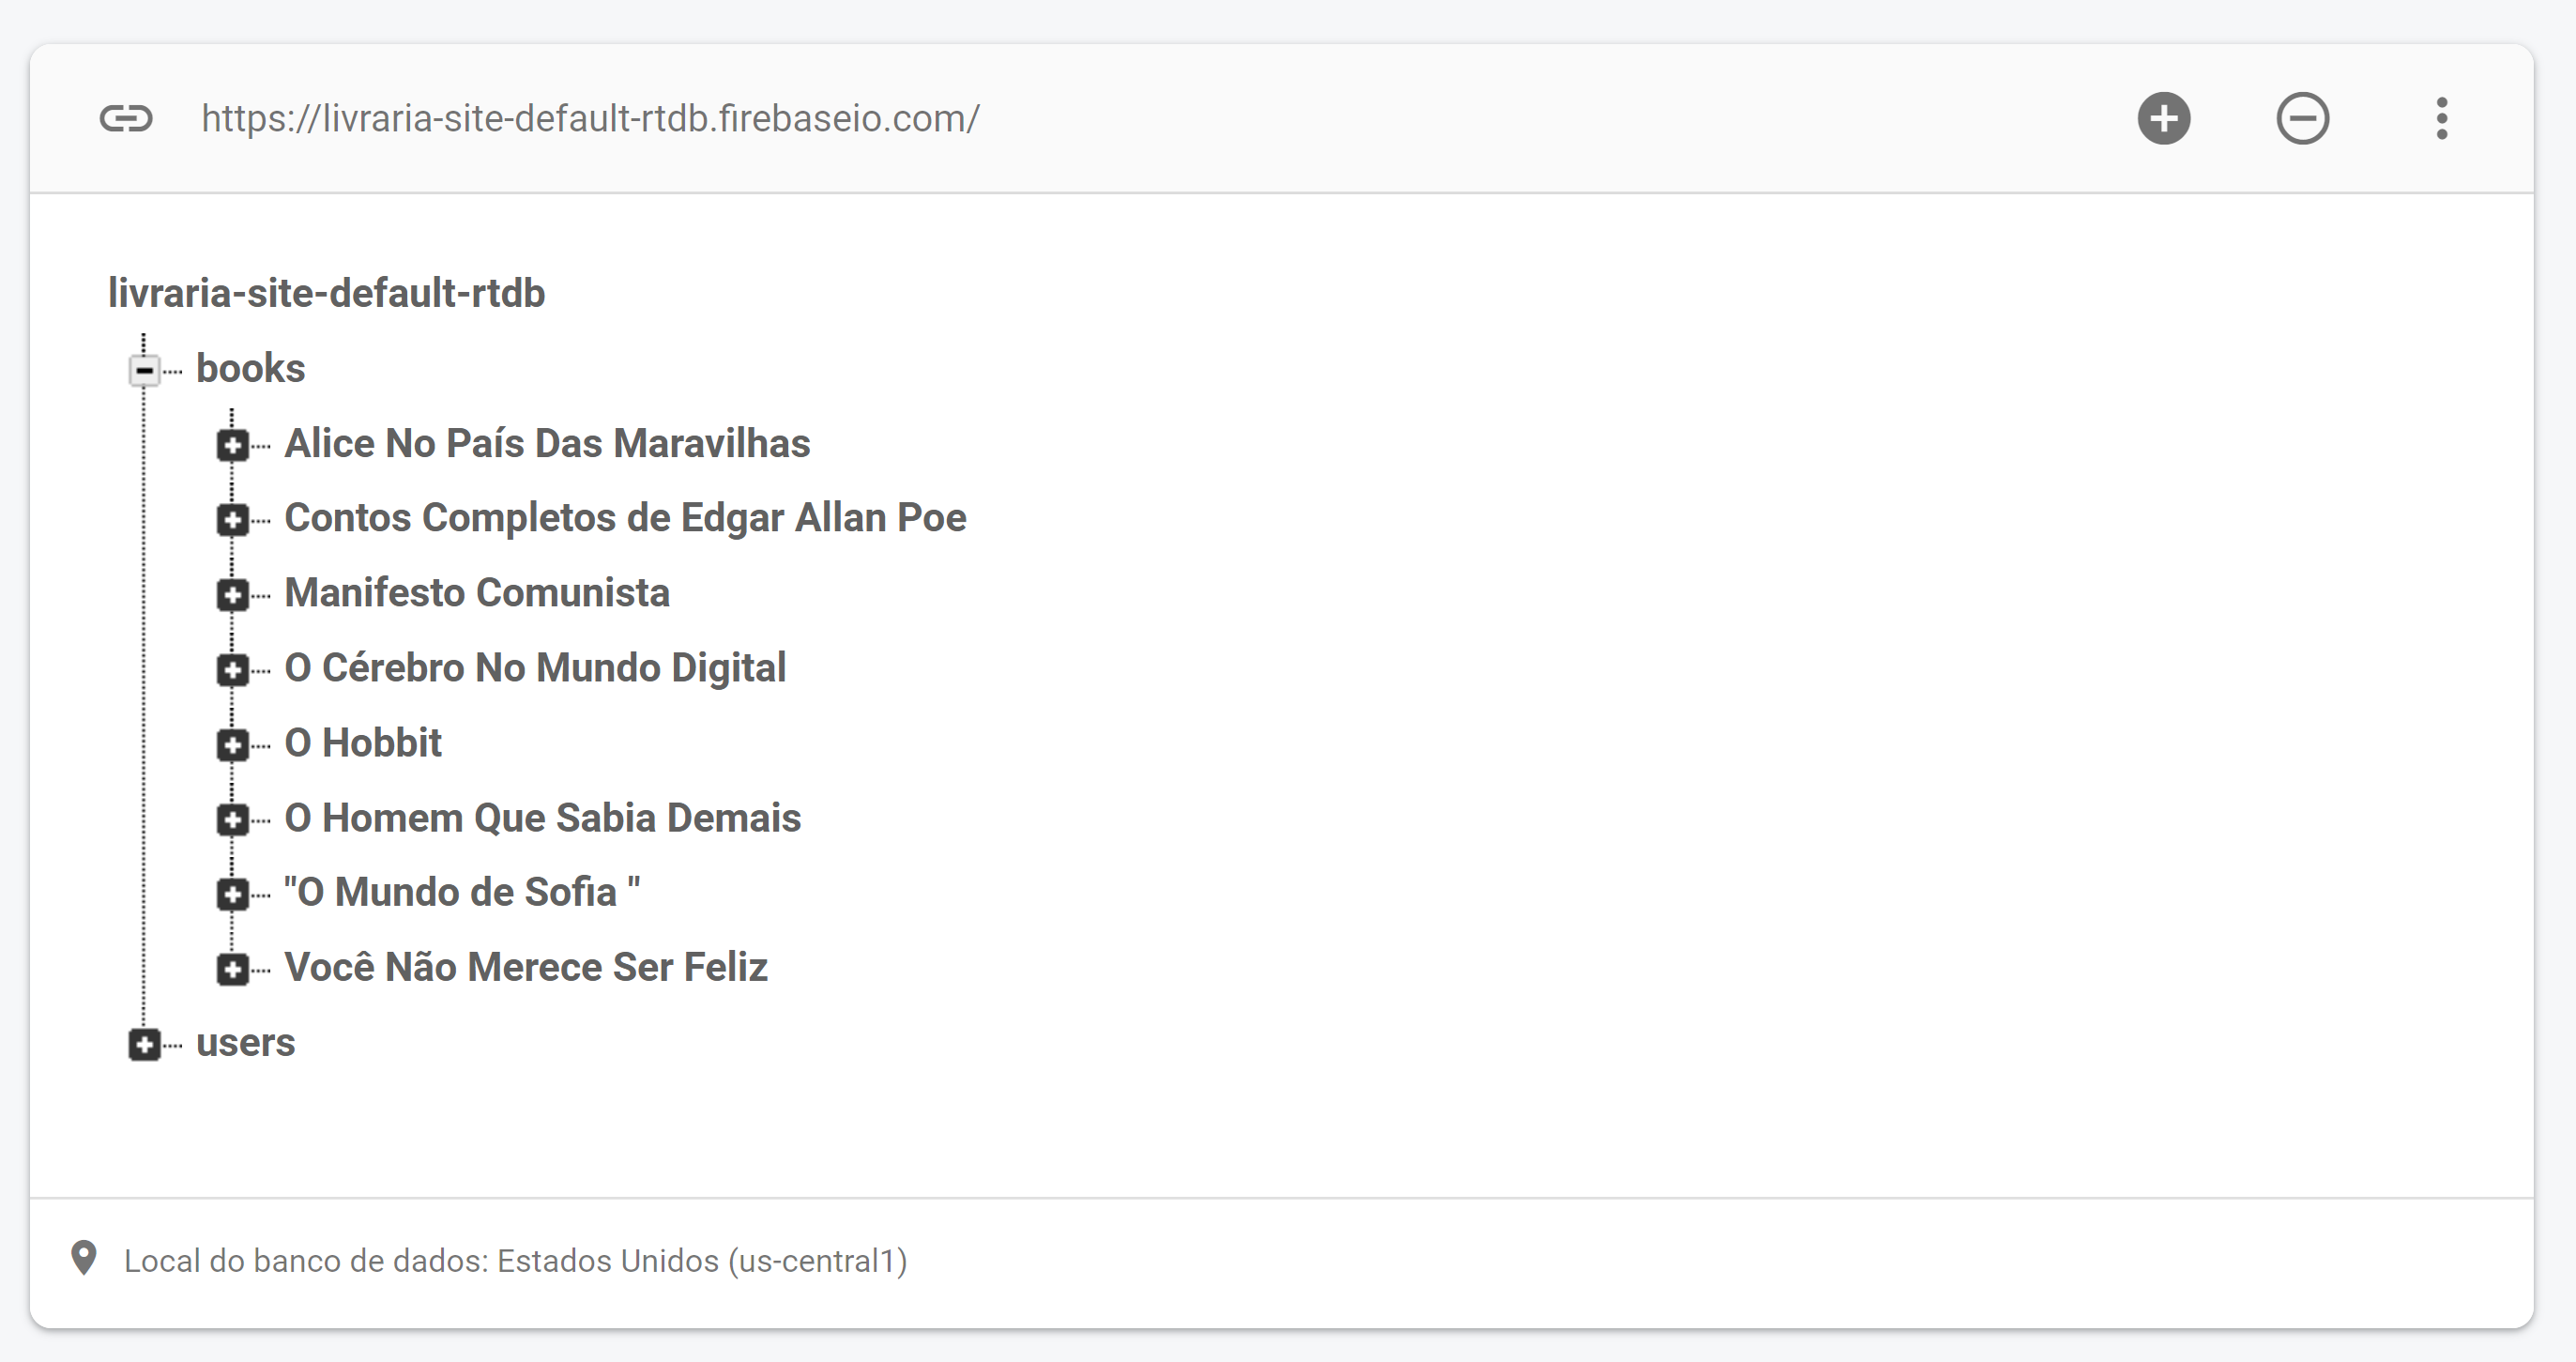 https://livraria-site-default-rtdb.firebaseio.com/
livraria-site-default-rtdb
books
Alice No País Das Maravilhas
Contos Completos de Edgar Allan Poe
Manifesto Comunista
O Cérebro No Mundo Digital
O Hobbit
O Homem Que Sabia Demais
"O Mundo de Sofia "
Você Não Merece Ser Feliz
users
Local do banco de dados: Estados Unidos (us-central1)